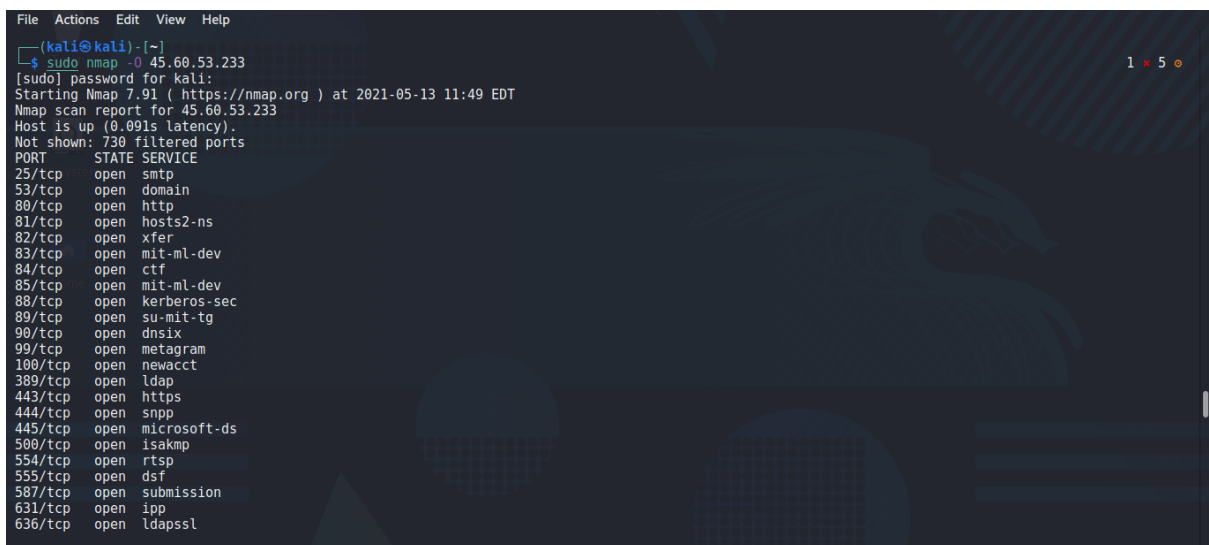 File Actions Edit View Help
┌──(kali㉿kali)-[~]
└─$ sudo nmap -O 45.60.53.233 1 ⨯ 5 ⚙
[sudo] password for kali:
Starting Nmap 7.91 ( https://nmap.org ) at 2021-05-13 11:49 EDT
Nmap scan report for 45.60.53.233
Host is up (0.091s latency).
Not shown: 730 filtered ports
PORT STATE SERVICE
25/tcp open smtp
53/tcp open domain
80/tcp open http
81/tcp open hosts2-ns
82/tcp open xfer
83/tcp open mit-ml-dev
84/tcp open ctf
85/tcp open mit-ml-dev
88/tcp open kerberos-sec
89/tcp open su-mit-tg
90/tcp open dnsix
99/tcp open metagram
100/tcp open newacct
389/tcp open ldap
443/tcp open https
444/tcp open snpp
445/tcp open microsoft-ds
500/tcp open isakmp
554/tcp open rtsp
555/tcp open dsf
587/tcp open submission
631/tcp open ipp
636/tcp open ldapssl